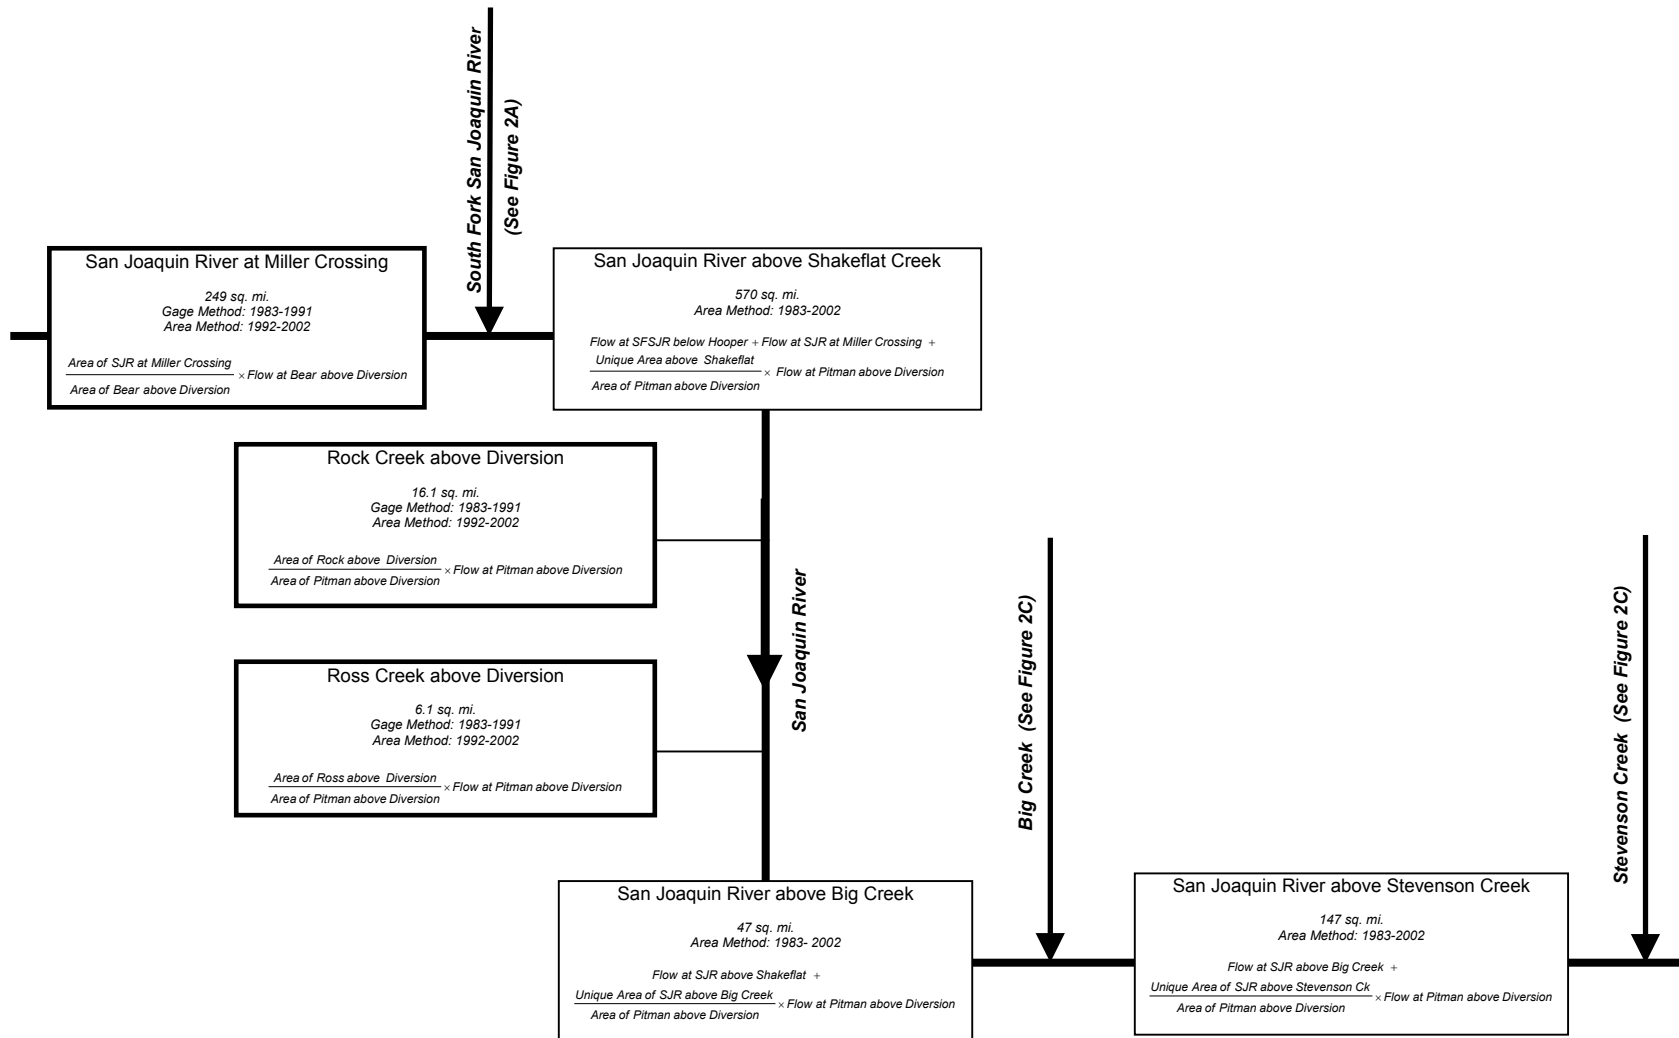 South Fork San Joaquin River
(See Figure 2A)
San Joaquin River at Miller Crossing
249 sq. mi.
Gage Method: 1983-1991
Area Method: 1992-2002
Area of SJR at Miller Crossing
× Flow at Bear above Diversion
Area of Bear above Diversion
San Joaquin River above Shakeflat Creek
570 sq. mi.
Area Method: 1983-2002
Flow at SFSJR below Hooper + Flow at SJR at Miller Crossing +
Unique Area above Shakeflat
× Flow at Pitman above Diversion
Area of Pitman above Diversion
Rock Creek above Diversion
16.1 sq. mi.
Gage Method: 1983-1991
Area Method: 1992-2002
Area of Rock above Diversion
× Flow at Pitman above Diversion
Area of Pitman above Diversion
Ross Creek above Diversion
6.1 sq. mi.
Gage Method: 1983-1991
Area Method: 1992-2002
Area of Ross above Diversion
× Flow at Pitman above Diversion
Area of Pitman above Diversion
San Joaquin River
Big Creek (See Figure 2C)
Stevenson Creek (See Figure 2C)
San Joaquin River above Big Creek
47 sq. mi.
Area Method: 1983- 2002
Flow at SJR above Shakeflat +
Unique Area of SJR above Big Creek
× Flow at Pitman above Diversion
Area of Pitman above Diversion
San Joaquin River above Stevenson Creek
147 sq. mi.
Area Method: 1983-2002
Flow at SJR above Big Creek +
Unique Area of SJR above Stevenson Ck
× Flow at Pitman above Diversion
Area of Pitman above Diversion